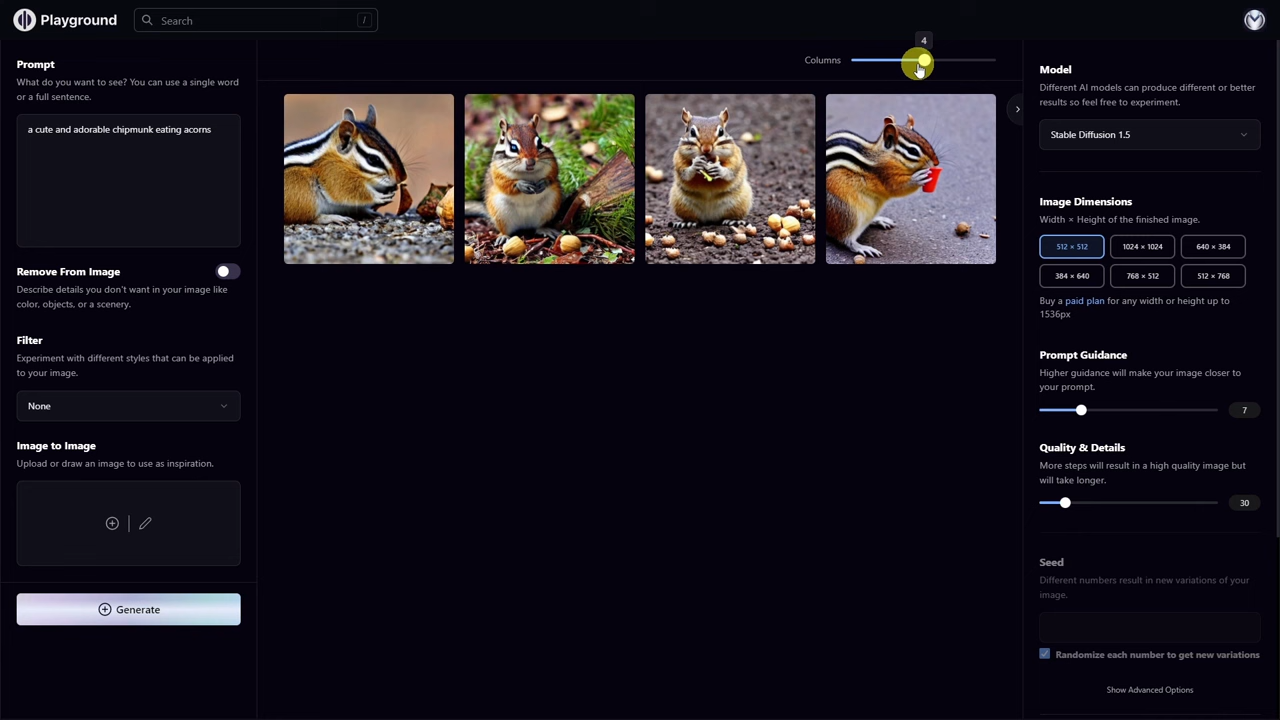 Playground
Search
/
Prompt
What do you want to see? You can use a single word
or a full sentence.
a cute and adorable chipmunk eating acorns
Remove From Image
Describe details you don't want in your image like
color, objects, or a scenery.
Filter
Experiment with different styles that can be applied
to your image.
None
Image to Image
Upload or draw an image to use as inspiration.
Generate
4
Columns
Model
Different AI models can produce different or better
results so feel free to experiment.
Stable Diffusion 1.5
Image Dimensions
Width × Height of the finished image.
512 × 512
1024 × 1024
640 × 384
384 × 640
768 × 512
512 × 768
Buy a paid plan for any width or height up to
1536px
Prompt Guidance
Higher guidance will make your image closer to
your prompt.
7
Quality & Details
More steps will result in a high quality image but
will take longer.
30
Seed
Different numbers result in new variations of your
image.
Randomize each number to get new variations
Show Advanced Options